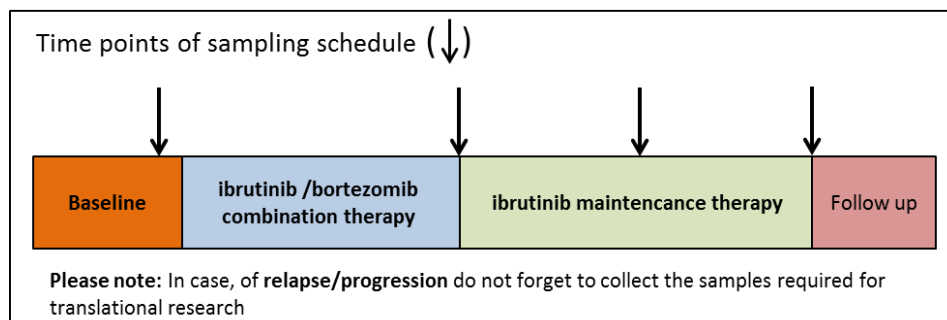 Time points of sampling schedule (↓)
Baseline
ibrutinib /bortezomib
combination therapy
ibrutinib maintencance therapy
Follow up
Please note: In case, of relapse/progression do not forget to collect the samples required for
translational research